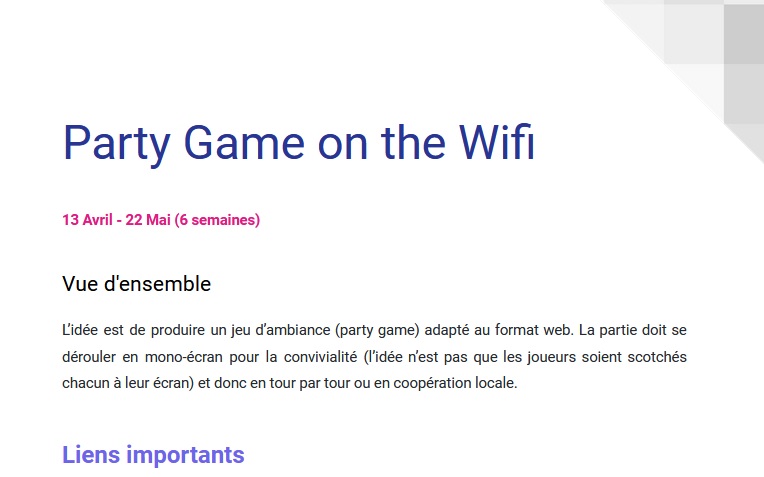 Party Game on the Wifi
13 Avril - 22 Mai (6 semaines)
Vue d'ensemble
L’idée est de produire un jeu d’ambiance (party game) adapté au format web. La partie doit se
dérouler en mono-écran pour la convivialité (l’idée n’est pas que les joueurs soient scotchés
chacun à leur écran) et donc en tour par tour ou en coopération locale.
Liens importants